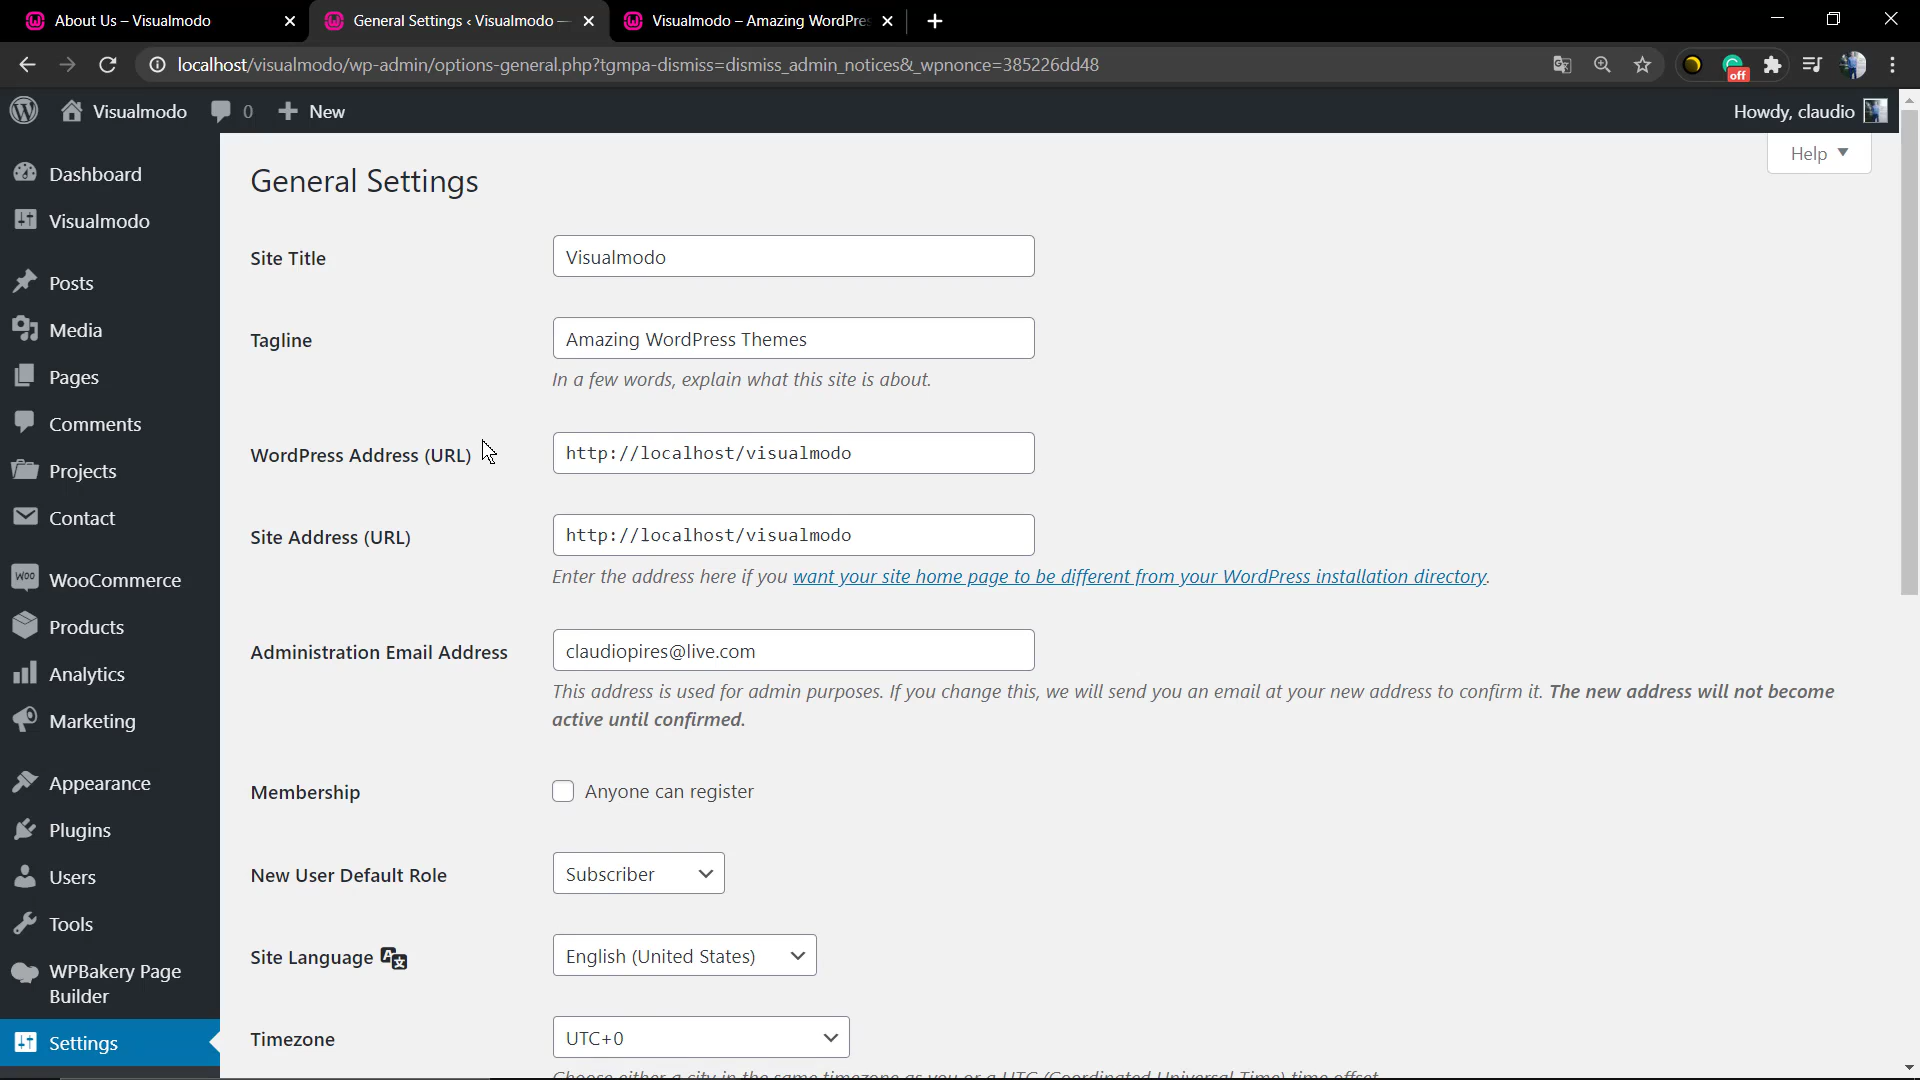 About Us – Visualmodo
General Settings ‹ Visualmodo —
Visualmodo – Amazing WordPres
localhost/visualmodo/wp-admin/options-general.php?tgmpa-dismiss=dismiss_admin_notices&_wpnonce=385226dd48
off
Visualmodo
0
New
Howdy, claudio
Help
Dashboard
Visualmodo
Posts
Media
Pages
Comments
Projects
Contact
Woo
WooCommerce
Products
Analytics
Marketing
Appearance
Plugins
Users
Tools
WPBakery Page
Builder
Settings
General Settings
Site Title
Visualmodo
Tagline
Amazing WordPress Themes
In a few words, explain what this site is about.
WordPress Address (URL)
http://localhost/visualmodo
Site Address (URL)
http://localhost/visualmodo
Enter the address here if you want your site home page to be different from your WordPress installation directory.
Administration Email Address
claudiopires@live.com
This address is used for admin purposes. If you change this, we will send you an email at your new address to confirm it. The new address will not become
active until confirmed.
Membership
Anyone can register
New User Default Role
Subscriber
Site Language
English (United States)
Timezone
UTC+0
Choose either a city in the same timezone as you or a UTC (Coordinated Universal Time) time offset.